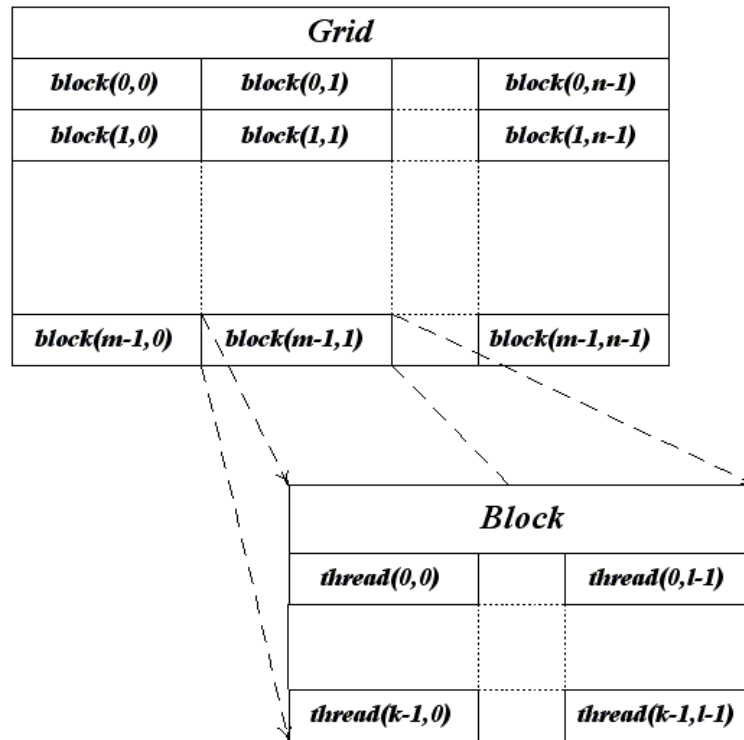 Grid
block(0,0) block(0,1) block(0,n-1)
block(1,0) block(1,1) block(1,n-1)
block(m-1,0) block(m-1,1) block(m-1,n-1)
Block
thread(0,0) thread(0,l-1)
thread(k-1,0) thread(k-1,l-1)